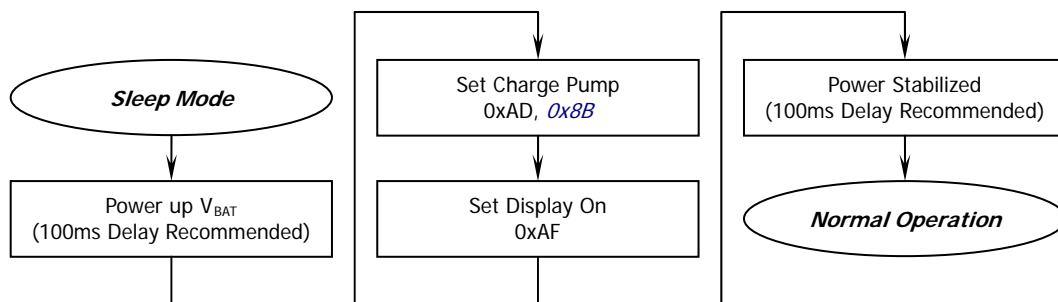 Sleep Mode
Power up VBAT
(100ms Delay Recommended)
Set Charge Pump
0xAD, 0x8B
Set Display On
0xAF
Power Stabilized
(100ms Delay Recommended)
Normal Operation